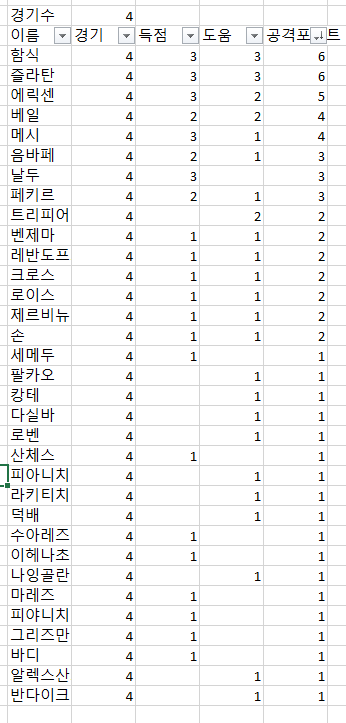 경기수 4
이름 경기 득점 도움 공격포 트
함식 4 3 3 6
즐라탄 4 3 3 6
에릭센 4 3 2 5
베일 4 2 2 4
메시 4 3 1 4
음바페 4 2 1 3
날두 4 3 3
페키르 4 2 1 3
트리피어 4 2 2
벤제마 4 1 1 2
레반도프 4 1 1 2
크로스 4 1 1 2
로이스 4 1 1 2
제르비뉴 4 1 1 2
손 4 1 1 2
세메두 4 1 1
팔카오 4 1 1
캉테 4 1 1
다실바 4 1 1
로벤 4 1 1
산체스 4 1 1
피아니치 4 1 1
라키티치 4 1 1
덕배 4 1 1
수아레즈 4 1 1
이헤나초 4 1 1
나잉골란 4 1 1
마레즈 4 1 1
피야니치 4 1 1
그리즈만 4 1 1
바디 4 1 1
알렉스산 4 1 1
반다이크 4 1 1